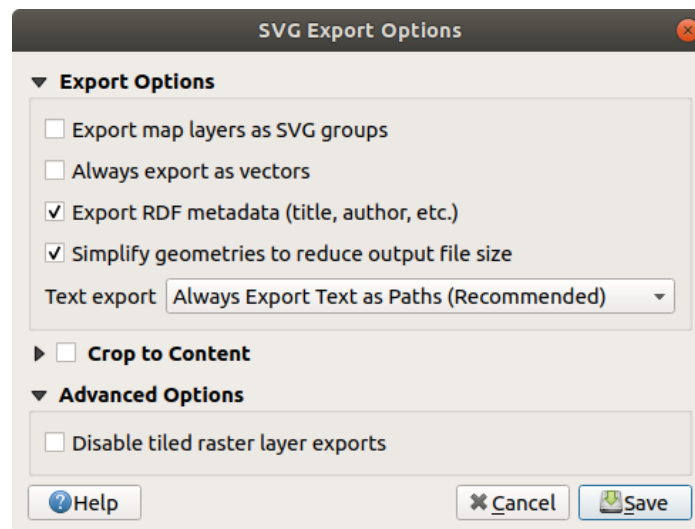 SVG Export Options
Export Options
Export map layers as SVG groups
Always export as vectors
Export RDF metadata (title, author, etc.)
Simplify geometries to reduce output file size
Text export Always Export Text as Paths (Recommended)
Crop to Content
Advanced Options
Disable tiled raster layer exports
Help Cancel Save